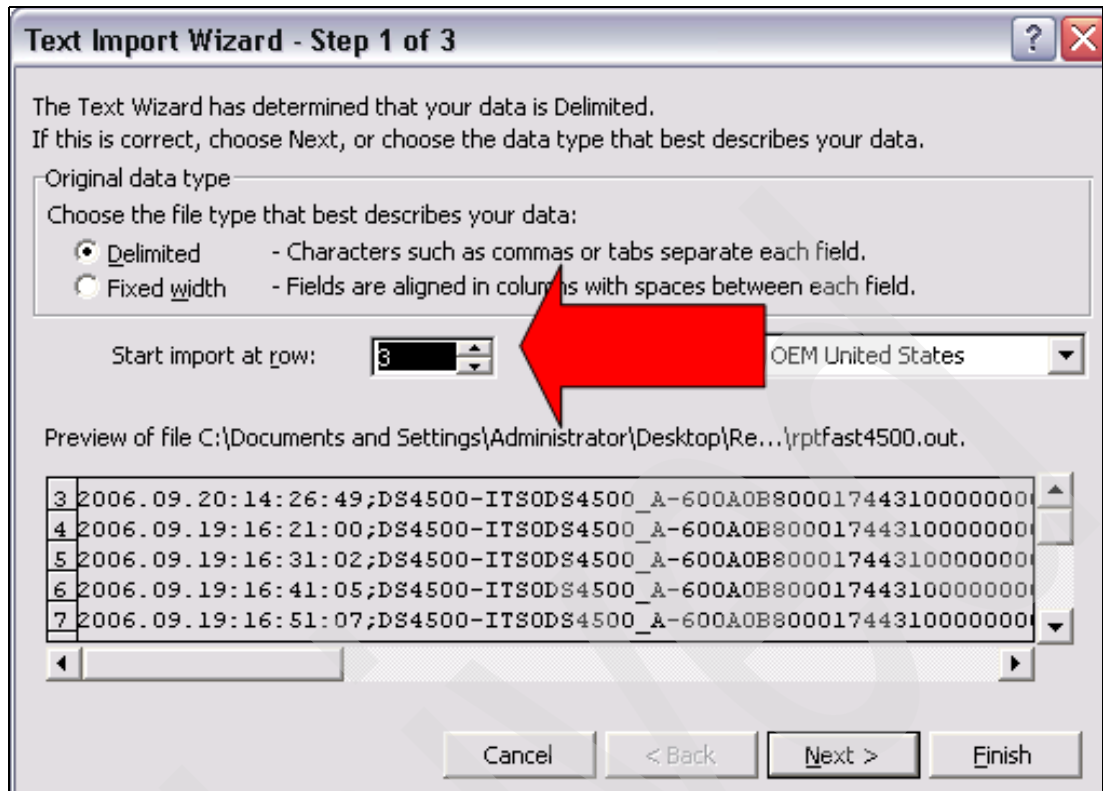 Text Import Wizard - Step 1 of 3
The Text Wizard has determined that your data is Delimited.
If this is correct, choose Next, or choose the data type that best describes your data.
Original data type
Choose the file type that best describes your data:
Delimited - Characters such as commas or tabs separate each field.
Fixed width - Fields are aligned in columns with spaces between each field.
Start import at row: 3 OEM United States
Preview of file C:\Documents and Settings\Administrator\Desktop\Re...\rptfast4500.out.
3 2006.09.20:14:26:49;DS4500-ITSODS4500_A-600A0B80001744310000000
4 2006.09.19:16:21:00;DS4500-ITSODS4500_A-600A0B80001744310000000
5 2006.09.19:16:31:02;DS4500-ITSODS4500_A-600A0B80001744310000000
6 2006.09.19:16:41:05;DS4500-ITSODS4500_A-600A0B80001744310000000
7 2006.09.19:16:51:07;DS4500-ITSODS4500_A-600A0B80001744310000000
Cancel < Back Next > Finish